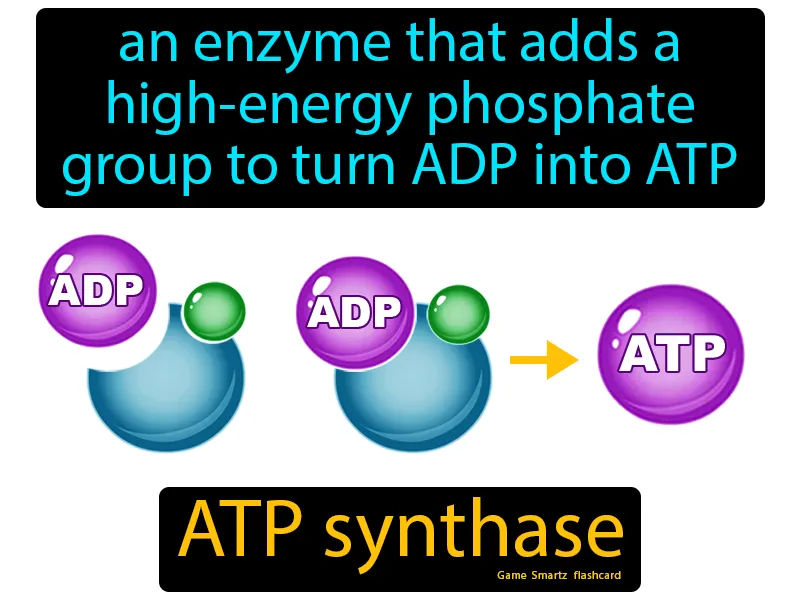 an enzyme that adds a
high-energy phosphate
group to turn ADP into ATP
ADP
ADP
ATP
ATP synthase
Game Smartz flashcard